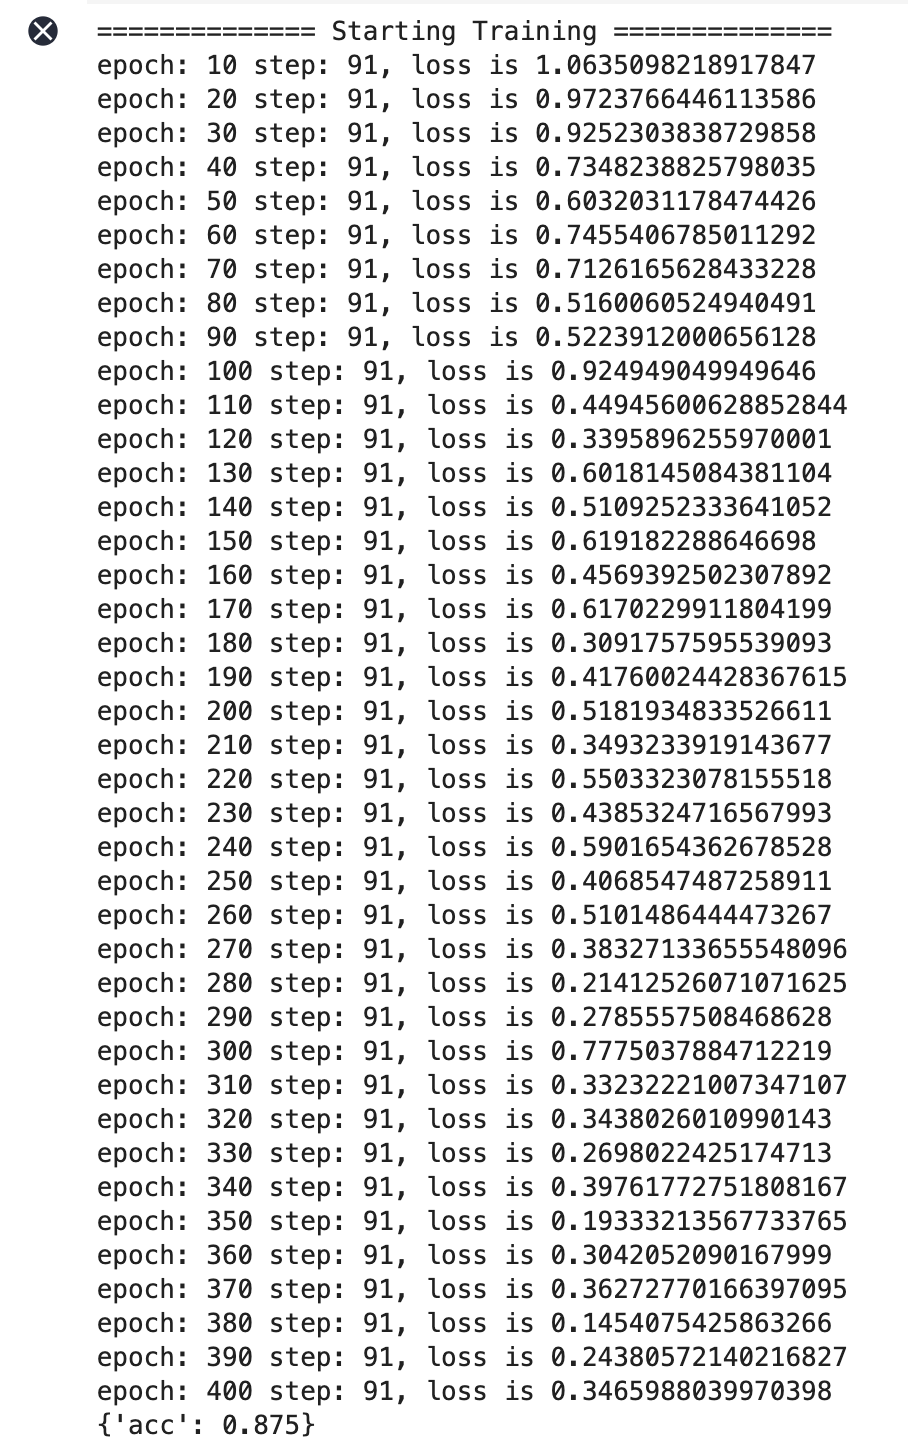 ============== Starting Training ==============
epoch: 10 step: 91, loss is 1.0635098218917847
epoch: 20 step: 91, loss is 0.9723766446113586
epoch: 30 step: 91, loss is 0.9252303838729858
epoch: 40 step: 91, loss is 0.7348238825798035
epoch: 50 step: 91, loss is 0.6032031178474426
epoch: 60 step: 91, loss is 0.7455406785011292
epoch: 70 step: 91, loss is 0.7126165628433228
epoch: 80 step: 91, loss is 0.5160060524940491
epoch: 90 step: 91, loss is 0.5223912000656128
epoch: 100 step: 91, loss is 0.924949049949646
epoch: 110 step: 91, loss is 0.44945600628852844
epoch: 120 step: 91, loss is 0.3395896255970001
epoch: 130 step: 91, loss is 0.6018145084381104
epoch: 140 step: 91, loss is 0.5109252333641052
epoch: 150 step: 91, loss is 0.619182288646698
epoch: 160 step: 91, loss is 0.4569392502307892
epoch: 170 step: 91, loss is 0.6170229911804199
epoch: 180 step: 91, loss is 0.3091757595539093
epoch: 190 step: 91, loss is 0.41760024428367615
epoch: 200 step: 91, loss is 0.5181934833526611
epoch: 210 step: 91, loss is 0.3493233919143677
epoch: 220 step: 91, loss is 0.5503323078155518
epoch: 230 step: 91, loss is 0.4385324716567993
epoch: 240 step: 91, loss is 0.5901654362678528
epoch: 250 step: 91, loss is 0.4068547487258911
epoch: 260 step: 91, loss is 0.5101486444473267
epoch: 270 step: 91, loss is 0.38327133655548096
epoch: 280 step: 91, loss is 0.21412526071071625
epoch: 290 step: 91, loss is 0.2785557508468628
epoch: 300 step: 91, loss is 0.7775037884712219
epoch: 310 step: 91, loss is 0.33232221007347107
epoch: 320 step: 91, loss is 0.3438026010990143
epoch: 330 step: 91, loss is 0.2698022425174713
epoch: 340 step: 91, loss is 0.39761772751808167
epoch: 350 step: 91, loss is 0.19333213567733765
epoch: 360 step: 91, loss is 0.3042052090167999
epoch: 370 step: 91, loss is 0.36272770166397095
epoch: 380 step: 91, loss is 0.1454075425863266
epoch: 390 step: 91, loss is 0.24380572140216827
epoch: 400 step: 91, loss is 0.3465988039970398
{'acc': 0.875}